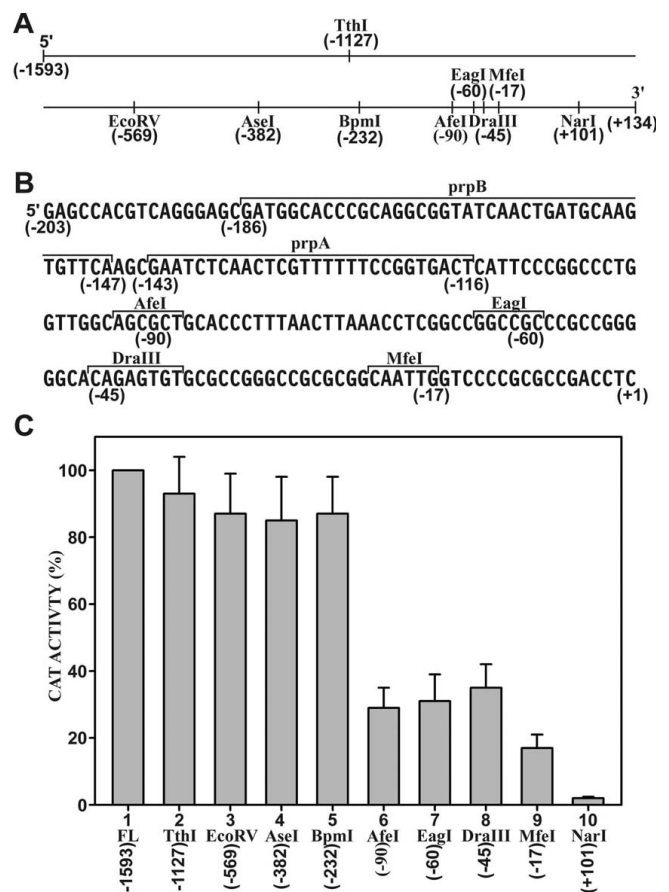 A
TthI
5'
(-1127)
(-1593)
EagI MfeI
(-60) (-17)
3'
EcoRV AseI BpmI AfeI DraIII NarI (+134)
(-569) (-382) (-232) (-90) (-45) (+101)
B
prpB
5' GAGCCACGTCAGGGAGCGATGGCACCCGCAGGCGGTATCAACTGATGCAAG
(-203) (-186)
prpA
TGTTCAAGCGAATCTCAACTCGTTTTTTCCGGTGACTCATTCCCGGCCCTG
(-147) (-143) (-116)
AfeI EagI
GTTGGCAGCGCTGCACCCTTTAACTTAAACCTCGGCCGGCCGCCCGCCGGG
(-90) (-60)
DraIII MfeI
GGCACAGAGTGTGCGCCGGGCCGCGCGGCAATTGGTCCCCGCGCCGACCTC
(-45) (-17) (+1)
C
CAT ACTIVTY (%)
100
80
60
40
20
0
1 2 3 4 5 6 7 8 9 10
FL TthI EcoRV AseI BpmI AfeI EagI DraIII MfeI NarI
-1593) -1127) (-569) (-382) (-232) (-90) (-60) (-45) (-17) (+101)